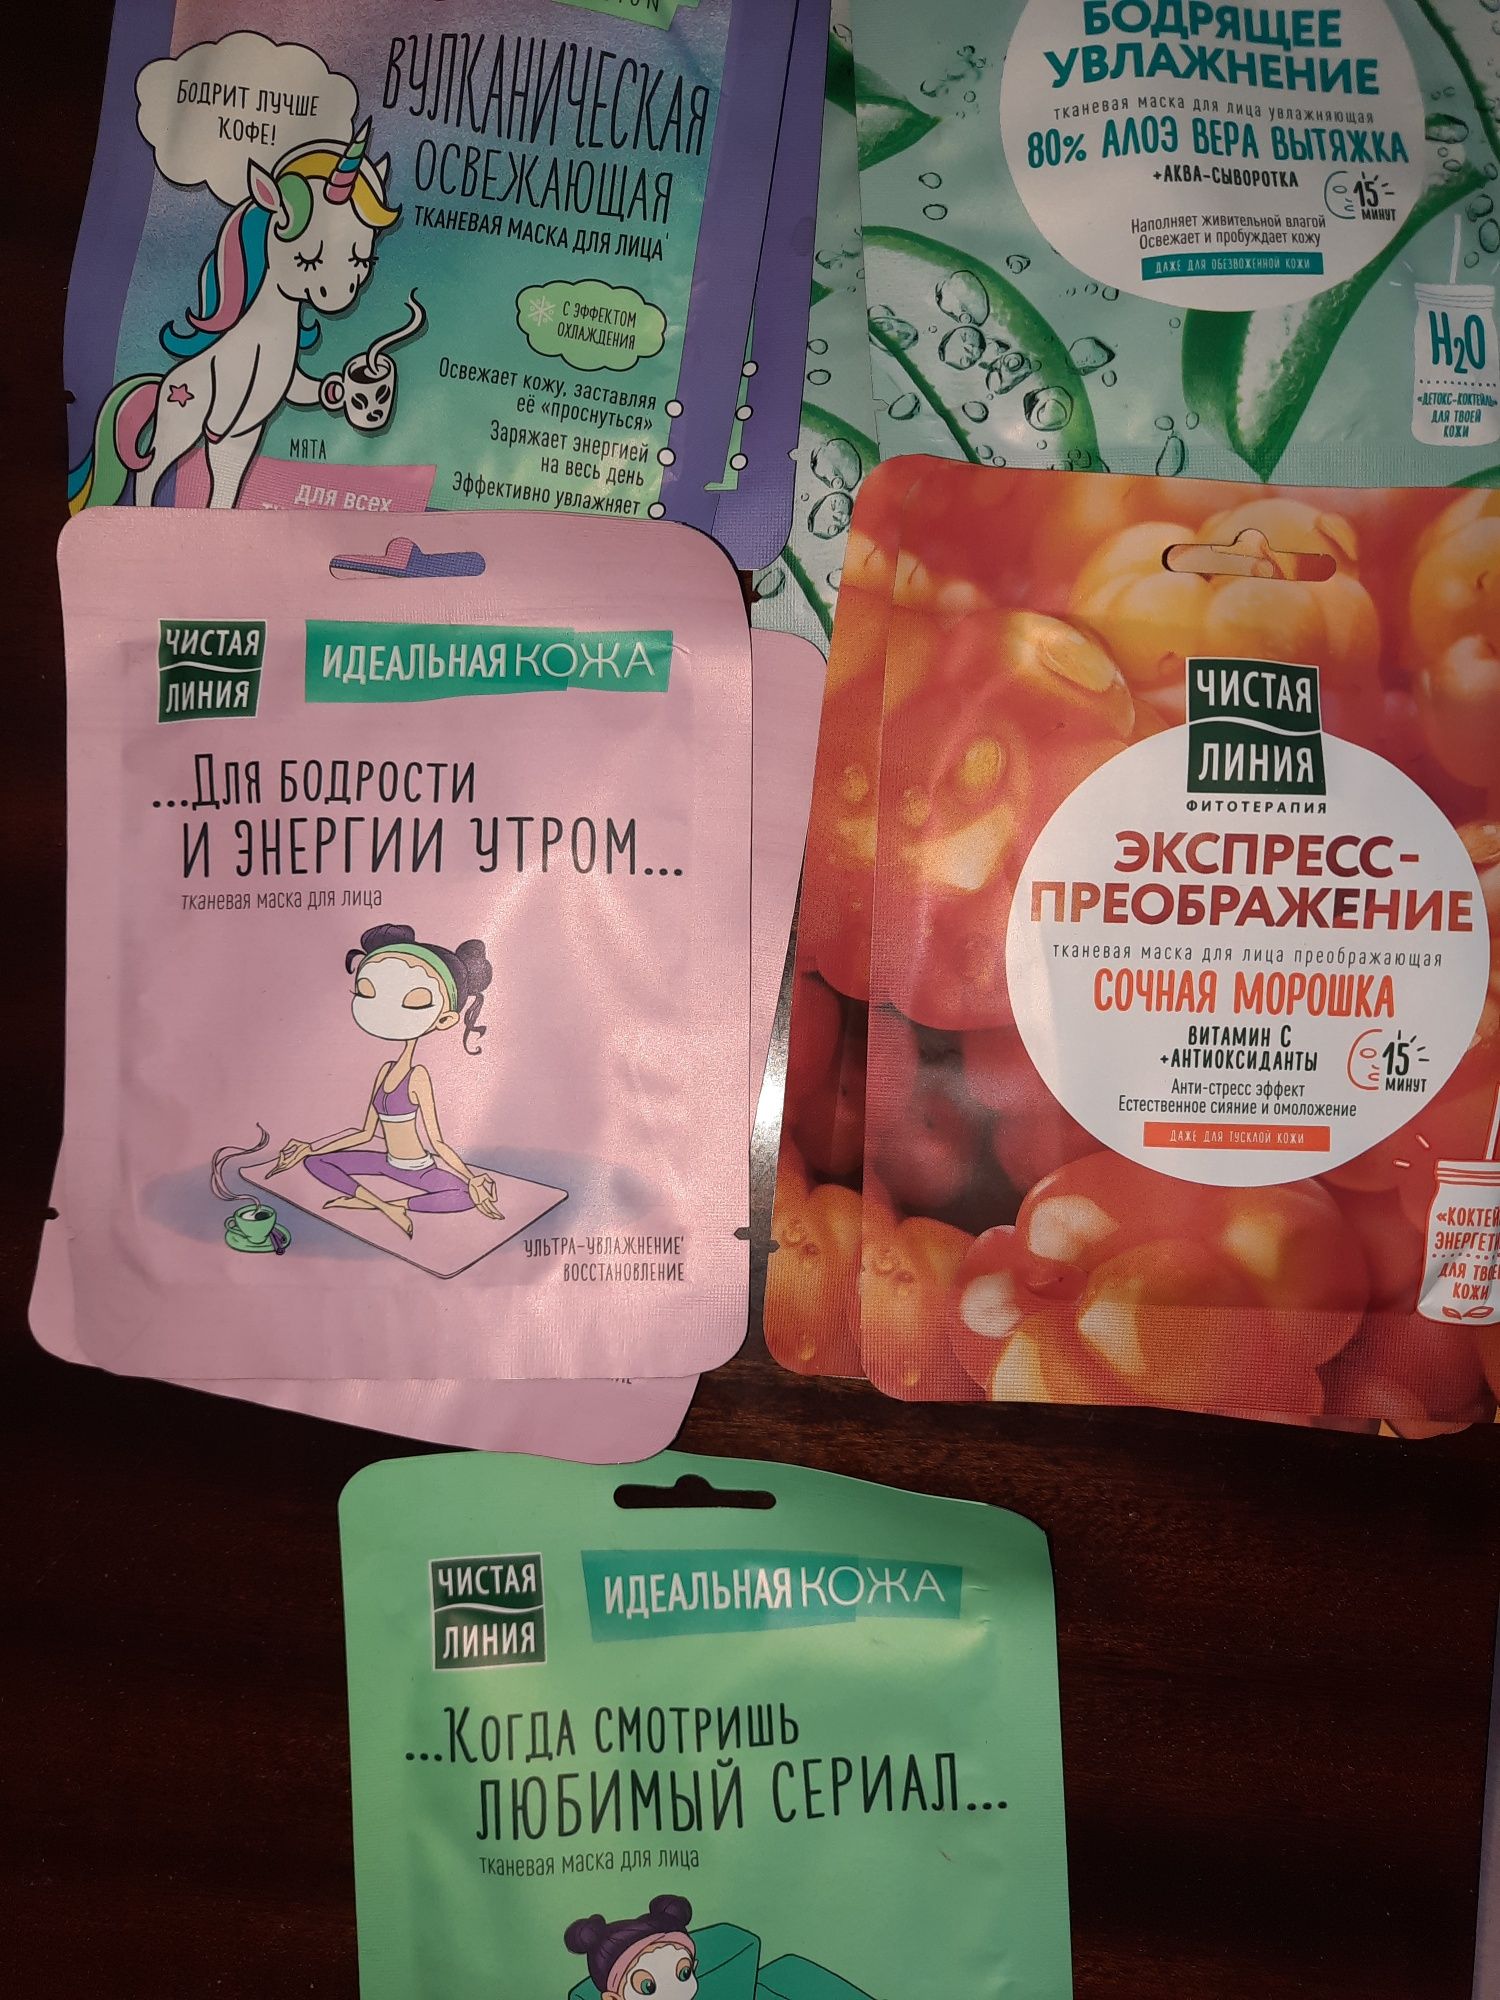 БОДРИТ ЛУЧШЕ
КОФЕ!
ВУЛКАНИЧЕСКАЯ
ОСВЕЖАЮЩАЯ
ТКАНЕВАЯ МАСКА ДЛЯ ЛИЦА
С ЭФФЕКТОМ
ОХЛАЖДЕНИЯ
Освежает кожу, заставляя
её «проснуться»
Заряжает энергией
на весь день
Эффективно увлажняет
МЯТА
для всех
БОДРЯЩЕЕ
УВЛАЖНЕНИЕ
тканевая маска для лица увлажняющая
80% АЛОЭ ВЕРА ВЫТЯЖКА
+АКВА-СЫВОРОТКА
15
МИНУТ
Наполняет живительной влагой
Освежает и пробуждает кожу
ДАЖЕ ДЛЯ ОБЕЗВОЖЕННОЙ КОЖИ
H2O
«ДЕТОКС-КОКТЕЙЛЬ»
ДЛЯ ТВОЕЙ
КОЖИ
ЧИСТАЯ
ЛИНИЯ
ИДЕАЛЬНАЯ КОЖА
...Для бодрости
и энергии утром...
тканевая маска для лица
УЛЬТРА-УВЛАЖНЕНИЕ'
ВОССТАНОВЛЕНИЕ
ЧИСТАЯ
ЛИНИЯ
ФИТОТЕРАПИЯ
ЭКСПРЕСС-
ПРЕОБРАЖЕНИЕ
тканевая маска для лица преображающая
СОЧНАЯ МОРОШКА
ВИТАМИН С
+АНТИОКСИДАНТЫ
15
МИНУТ
Анти-стресс эффект
Естественное сияние и омоложение
ДАЖЕ ДЛЯ ТУСКЛОЙ КОЖИ
«КОКТЕЙ
ЭНЕРГЕТИ
ДЛЯ ТВОЕ
КОЖИ
ЧИСТАЯ
ЛИНИЯ
ИДЕАЛЬНАЯ КОЖА
...Когда смотришь
любимый сериал...
тканевая маска для лица